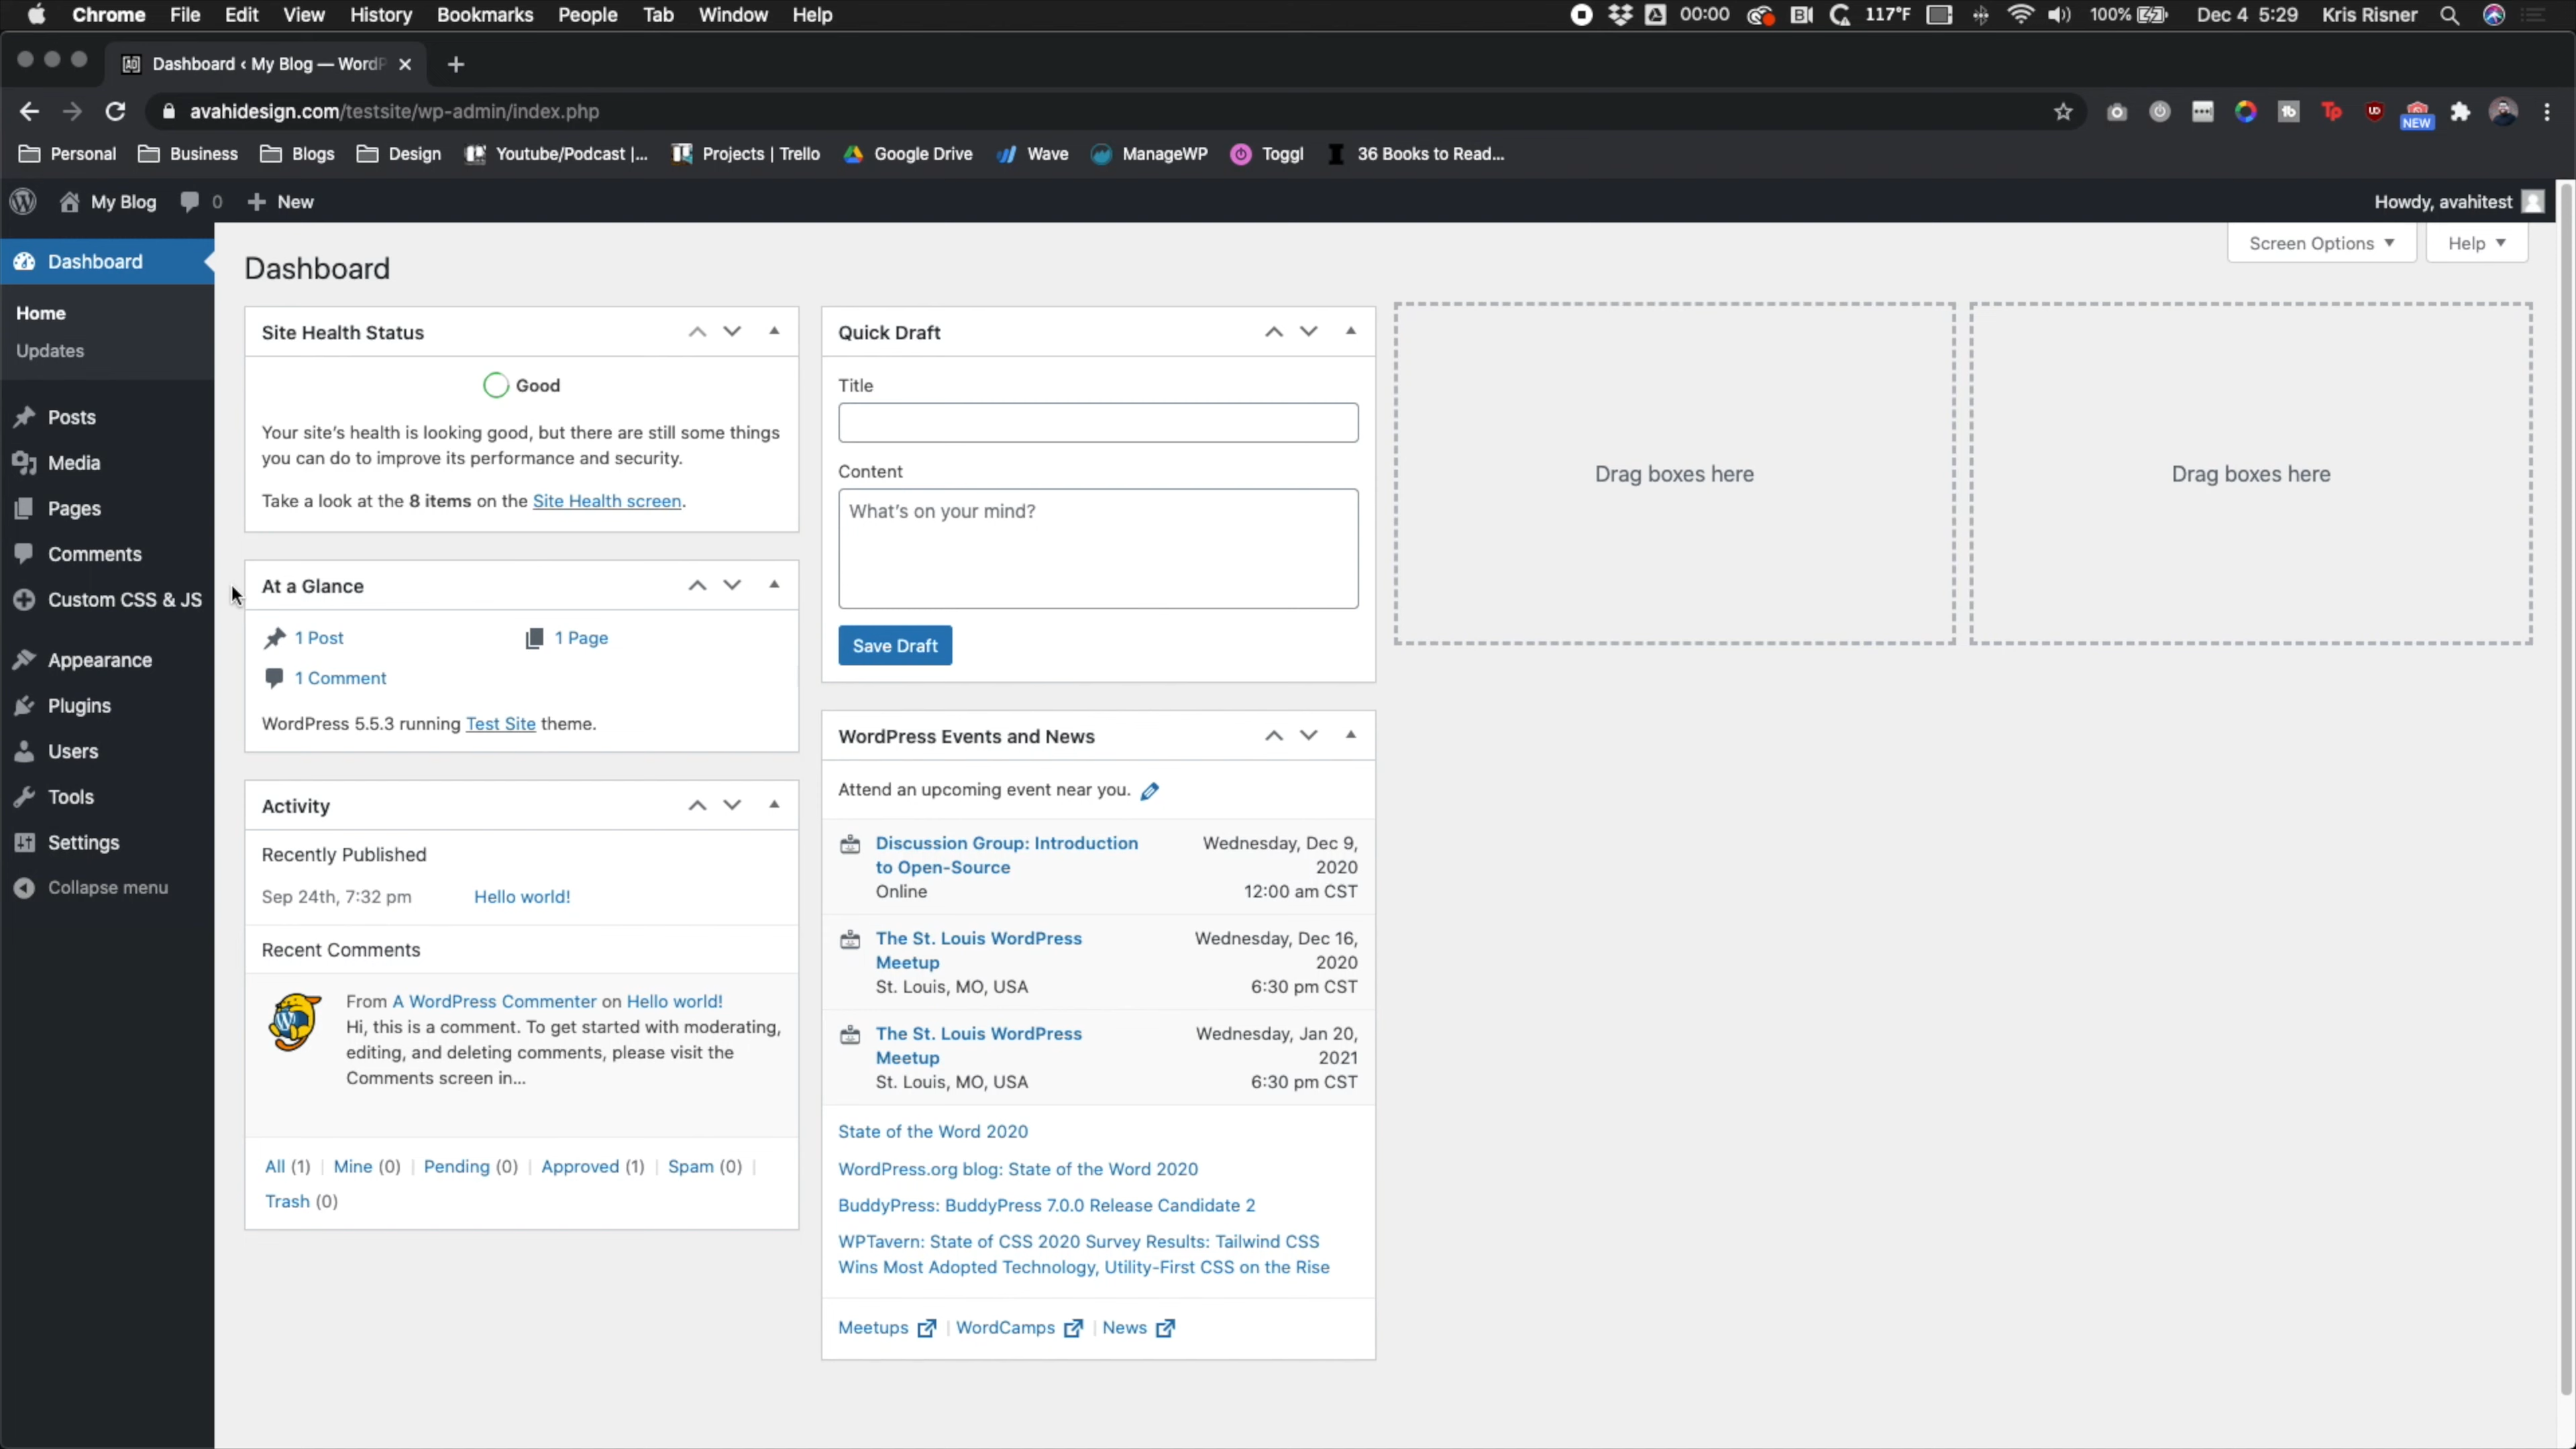 Chrome File Edit View History Bookmarks People Tab Window Help
00:00 117°F 100% Dec 4 5:29 Kris Risner
Dashboard ‹ My Blog — WordP
avahidesign.com/testsite/wp-admin/index.php
NEW
Personal Business Blogs Design Youtube/Podcast |... Projects | Trello Google Drive Wave ManageWP Toggl 36 Books to Read...
My Blog 0 New
Howdy, avahitest
Dashboard
Home
Updates
Posts
Media
Pages
Comments
Custom CSS & JS
Appearance
Plugins
Users
Tools
Settings
Collapse menu
Screen Options Help
Dashboard
Site Health Status
Good
Your site's health is looking good, but there are still some things
you can do to improve its performance and security.
Take a look at the 8 items on the Site Health screen.
At a Glance
1 Post 1 Page
1 Comment
WordPress 5.5.3 running Test Site theme.
Activity
Recently Published
Sep 24th, 7:32 pm Hello world!
Recent Comments
From A WordPress Commenter on Hello world!
Hi, this is a comment. To get started with moderating,
editing, and deleting comments, please visit the
Comments screen in...
All (1) | Mine (0) | Pending (0) | Approved (1) | Spam (0) |
Trash (0)
Quick Draft
Title
Content
What's on your mind?
Save Draft
WordPress Events and News
Attend an upcoming event near you.
Discussion Group: Introduction Wednesday, Dec 9,
to Open-Source 2020
Online 12:00 am CST
The St. Louis WordPress Wednesday, Dec 16,
Meetup 2020
St. Louis, MO, USA 6:30 pm CST
The St. Louis WordPress Wednesday, Jan 20,
Meetup 2021
St. Louis, MO, USA 6:30 pm CST
State of the Word 2020
WordPress.org blog: State of the Word 2020
BuddyPress: BuddyPress 7.0.0 Release Candidate 2
WPTavern: State of CSS 2020 Survey Results: Tailwind CSS
Wins Most Adopted Technology, Utility-First CSS on the Rise
Meetups | WordCamps | News
Drag boxes here
Drag boxes here